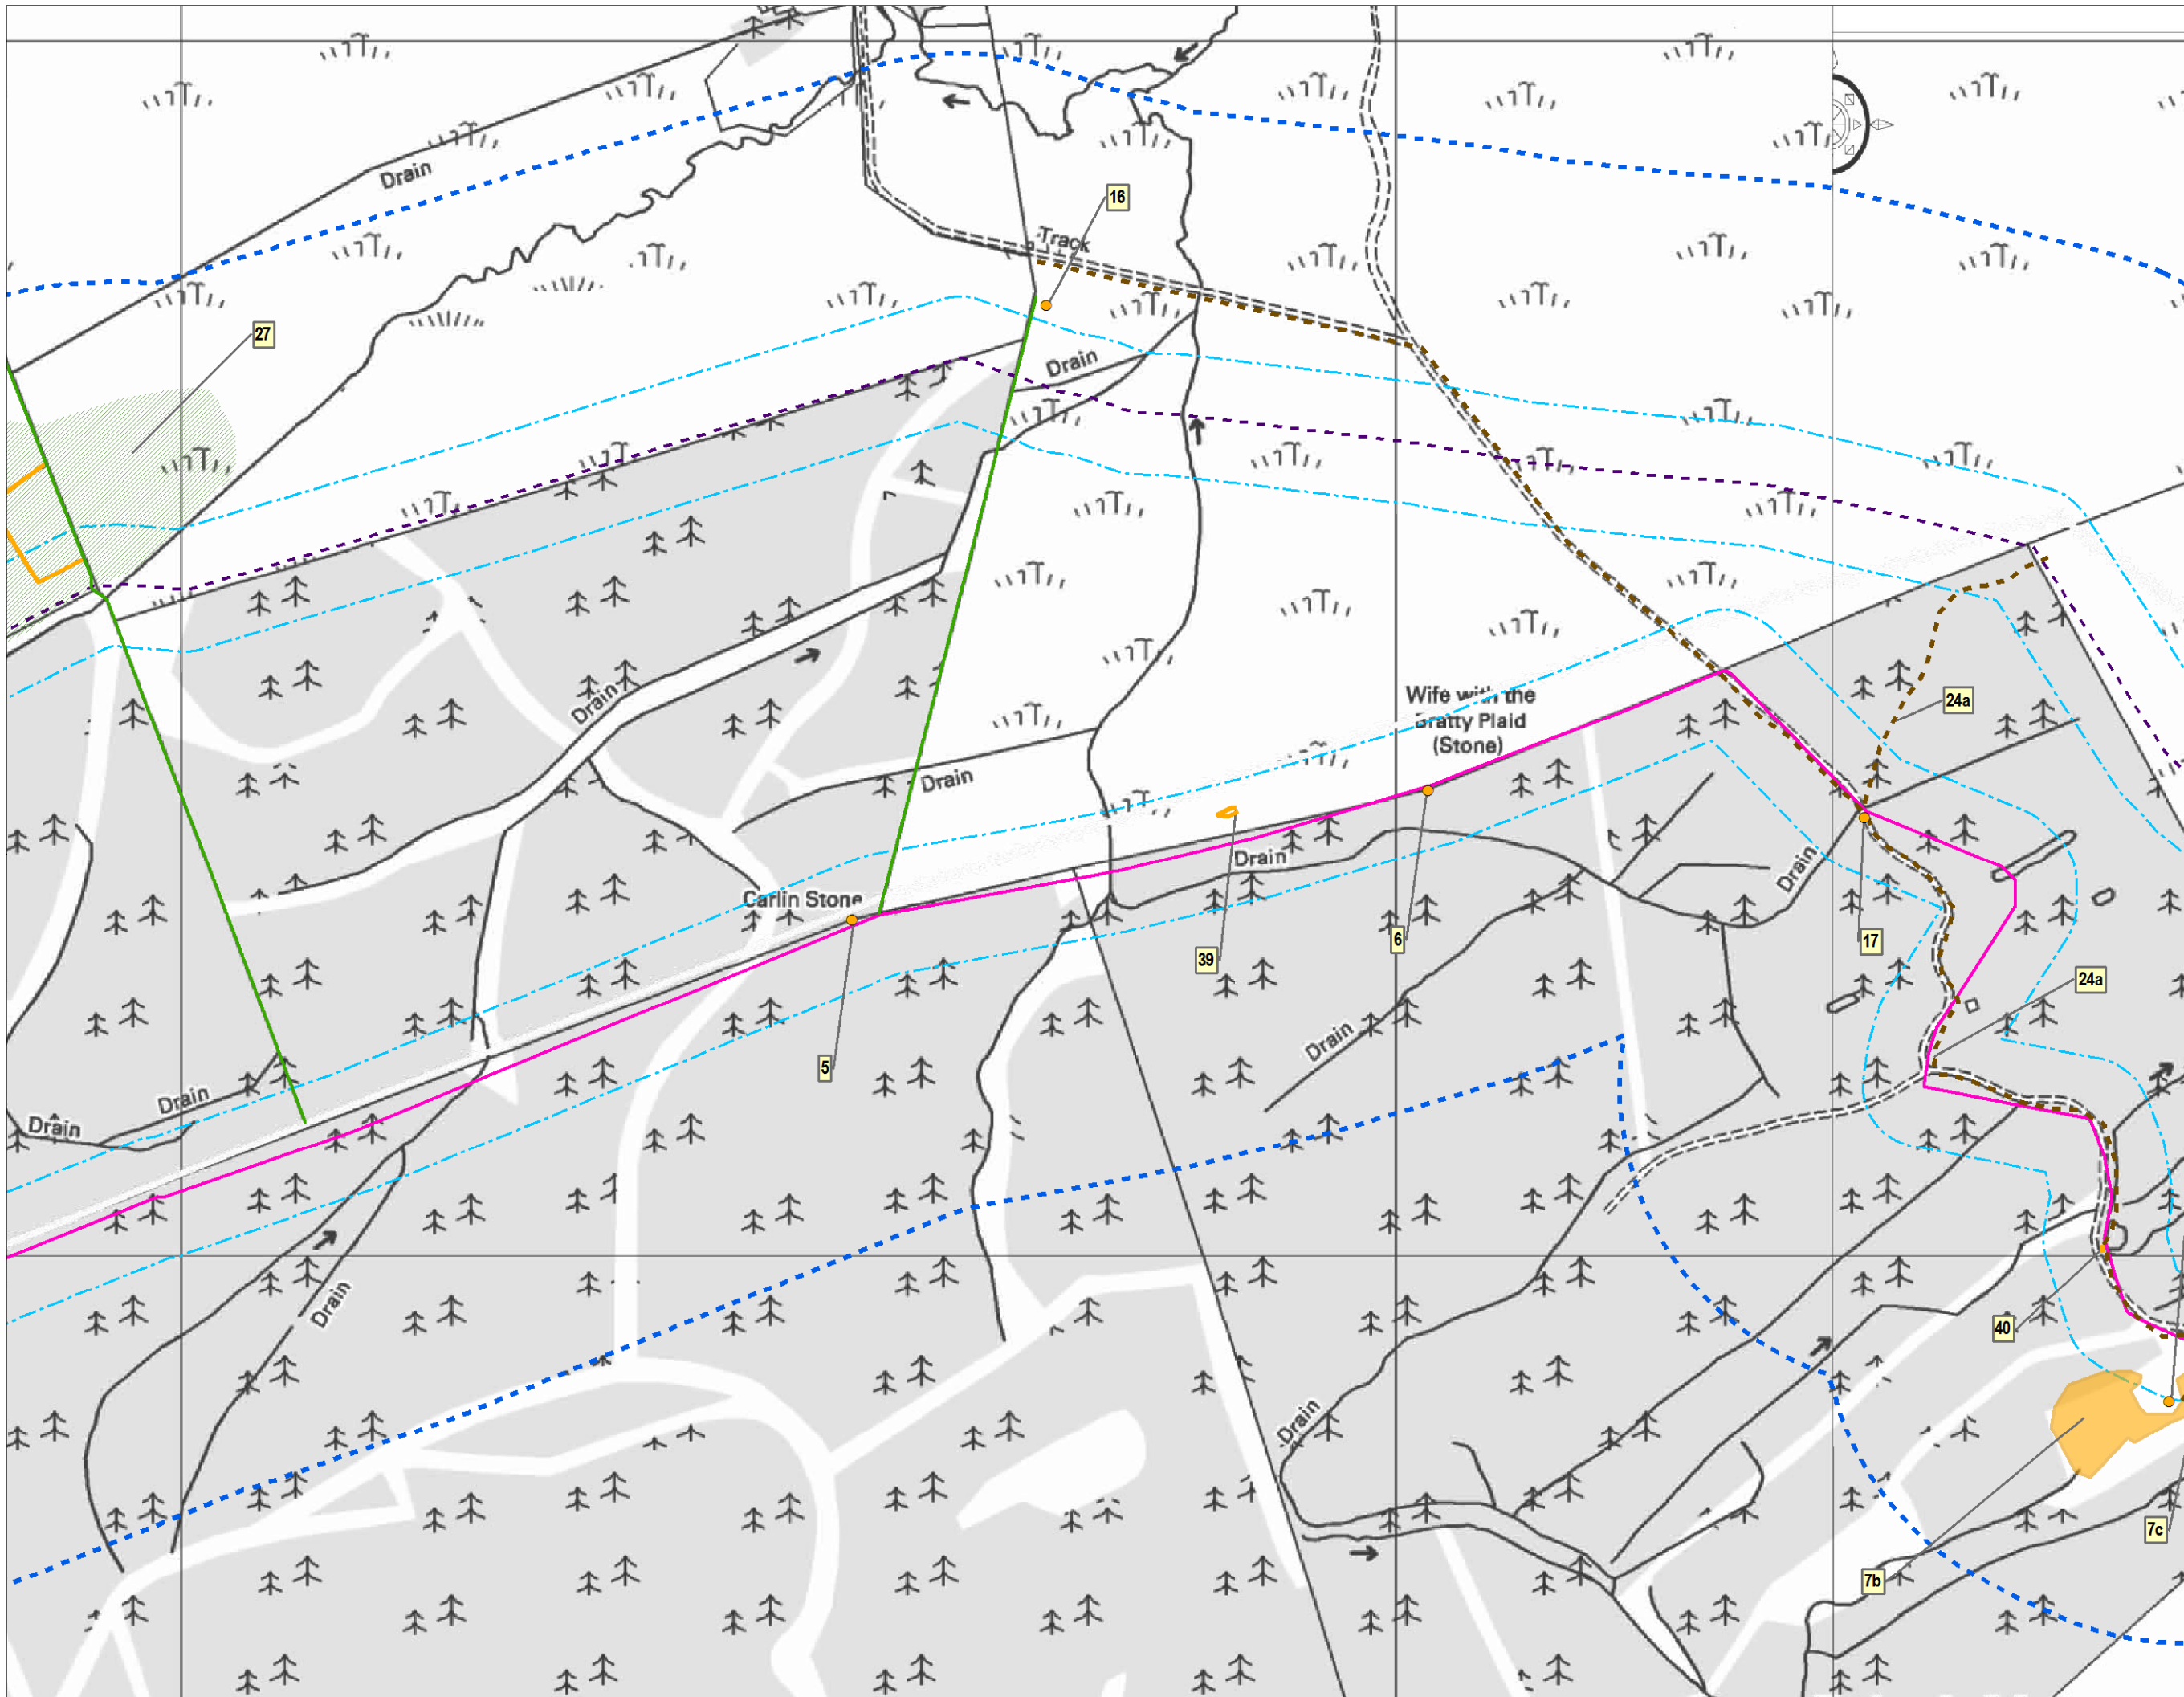 Drain
16
Track
27
Drain
Wife with the
Bratty Plaid
(Stone)
24a
Drain
Drain
Drain
Drain
Carlin Stone
39
6
17
24a
5
Drain
Drain
Drain
Drain
40
Drain
7c
7b